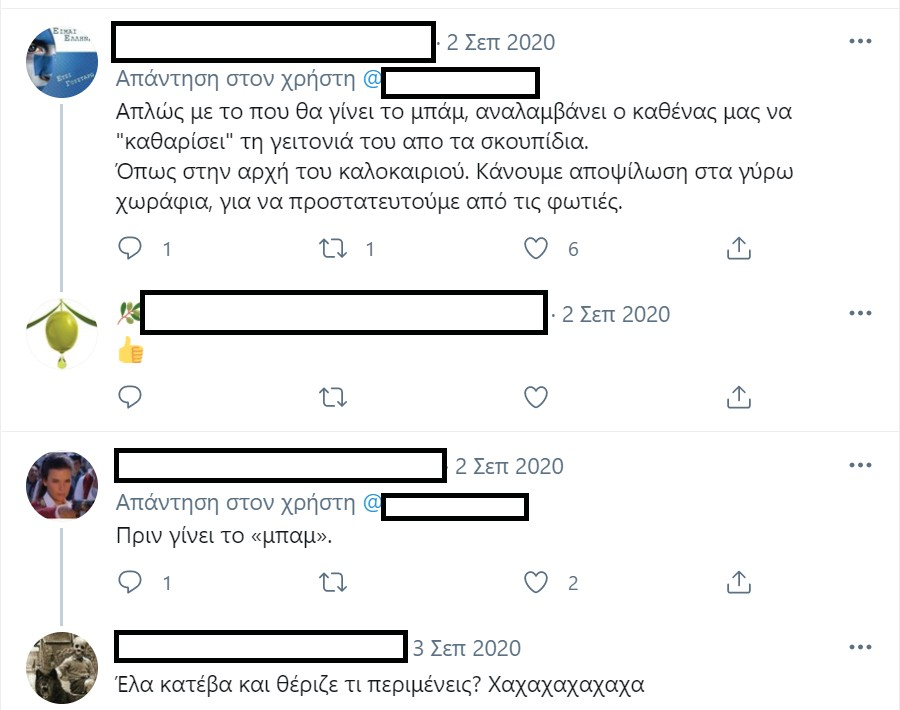 ΕΙΜΑΙ
ΕΛΛΗΝ.
· 2 Σεπ 2020
Απάντηση στον χρήστη @
Απλώς με το που θα γίνει το μπάμ, αναλαμβάνει ο καθένας μας να
"καθαρίσει" τη γειτονιά του απο τα σκουπίδια.
Όπως στην αρχή του καλοκαιριού. Κάνουμε αποψίλωση στα γύρω
χωράφια, για να προστατευτούμε από τις φωτιές.
1 1 6
· 2 Σεπ 2020
2 Σεπ 2020
Απάντηση στον χρήστη @
Πριν γίνει το «μπαμ».
1 2
3 Σεπ 2020
Έλα κατέβα και θέριζε τι περιμένεις? Χαχαχαχαχαχα